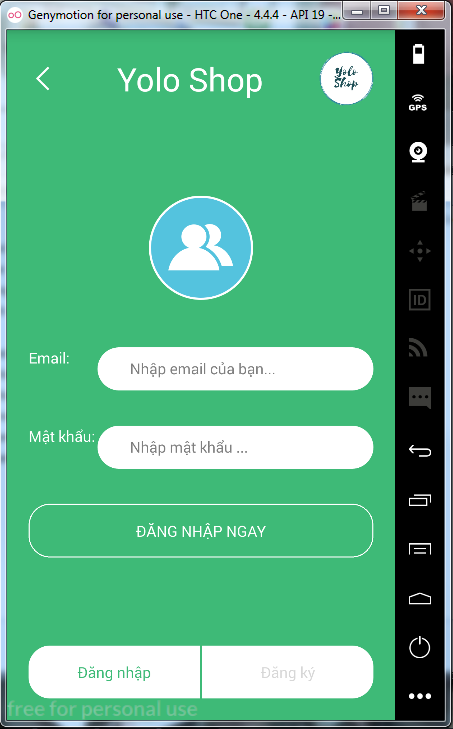 Genymotion for personal use - HTC One - 4.4.4 - API 19 -...
Yolo Shop
Yolo
Shop
GPS
ID
Email:
Nhập email của bạn...
Mật khẩu:
Nhập mật khẩu ...
ĐĂNG NHẬP NGAY
Đăng nhập
Đăng ký
free for personal use